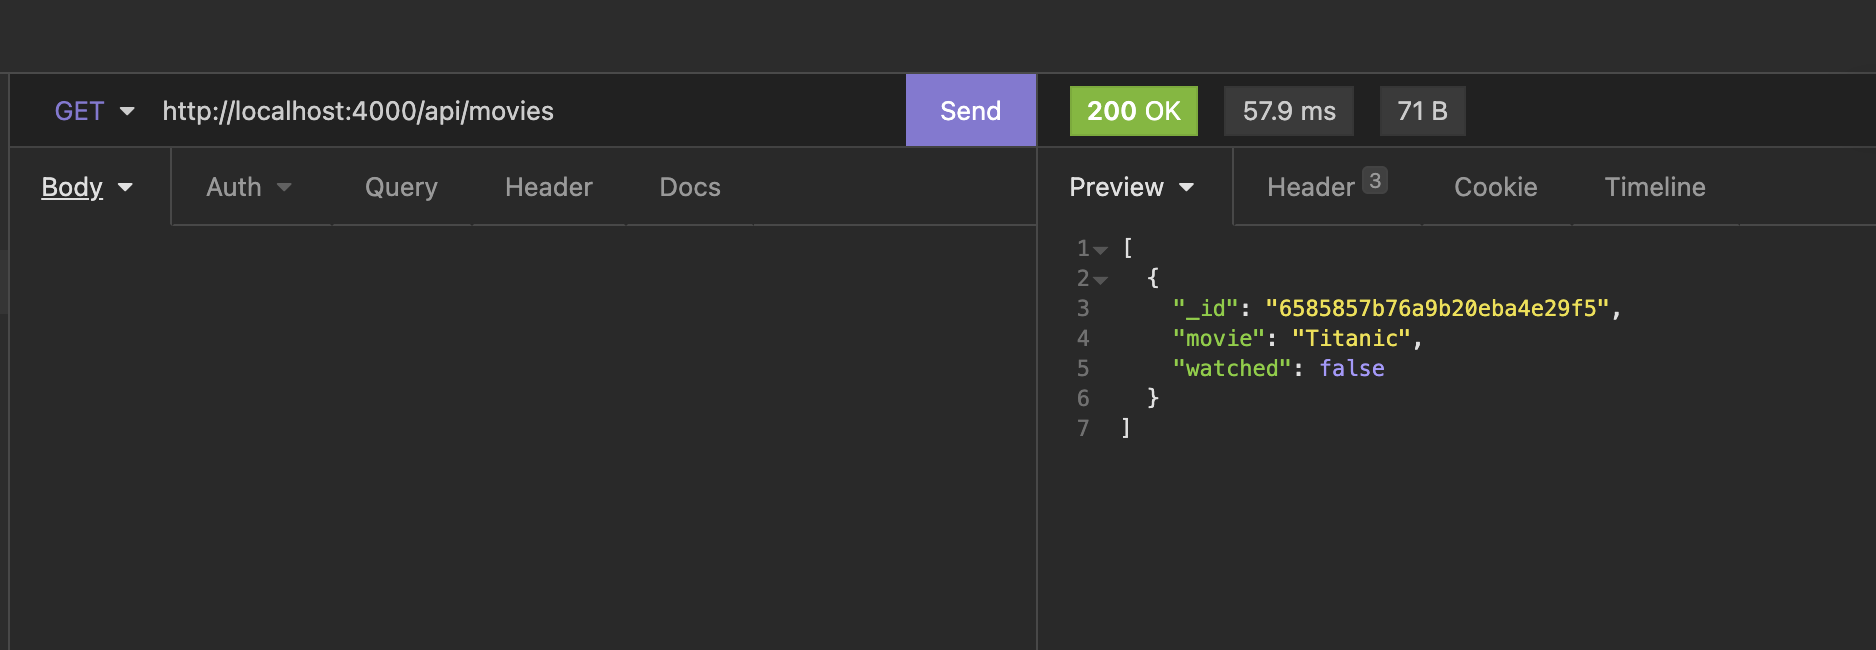 GET http://localhost:4000/api/movies Send 200 OK 57.9 ms 71 B
Body Auth Query Header Docs Preview Header 3 Cookie Timeline
1 [
2 {
3 "_id": "6585857b76a9b20eba4e29f5",
4 "movie": "Titanic",
5 "watched": false
6 }
7 ]